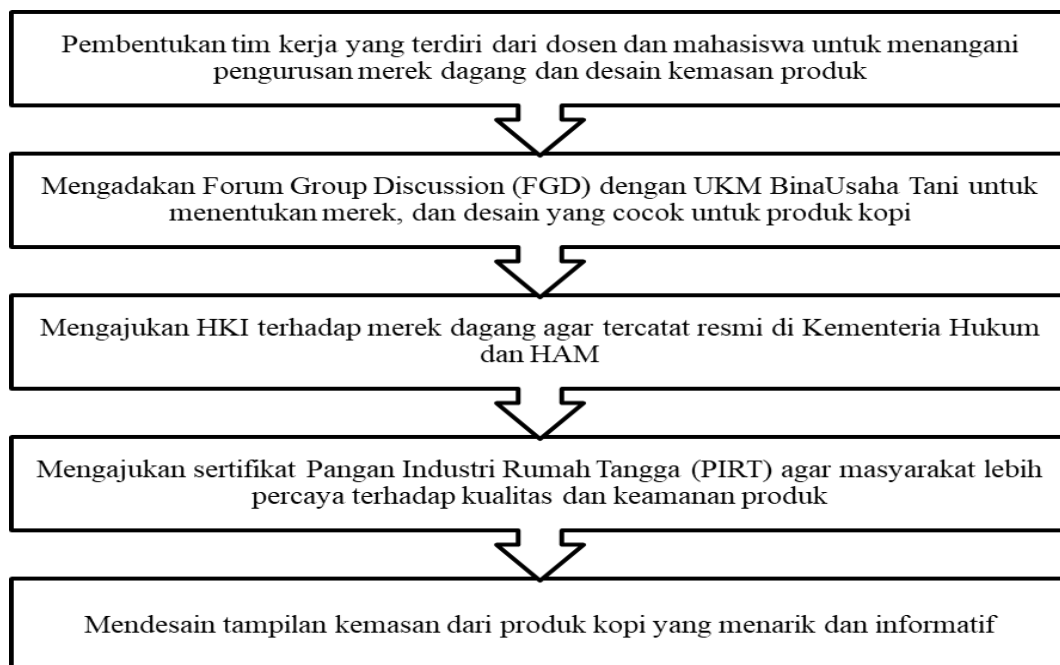 Pembentukan tim kerja yang terdiri dari dosen dan mahasiswa untuk menangani
pengurusan merek dagang dan desain kemasan produk
Mengadakan Forum Group Discussion (FGD) dengan UKM BinaUsaha Tani untuk
menentukan merek, dan desain yang cocok untuk produk kopi
Mengajukan HKI terhadap merek dagang agar tercatat resmi di Kementeria Hukum
dan HAM
Mengajukan sertifikat Pangan Industri Rumah Tangga (PIRT) agar masyarakat lebih
percaya terhadap kualitas dan keamanan produk
Mendesain tampilan kemasan dari produk kopi yang menarik dan informatif